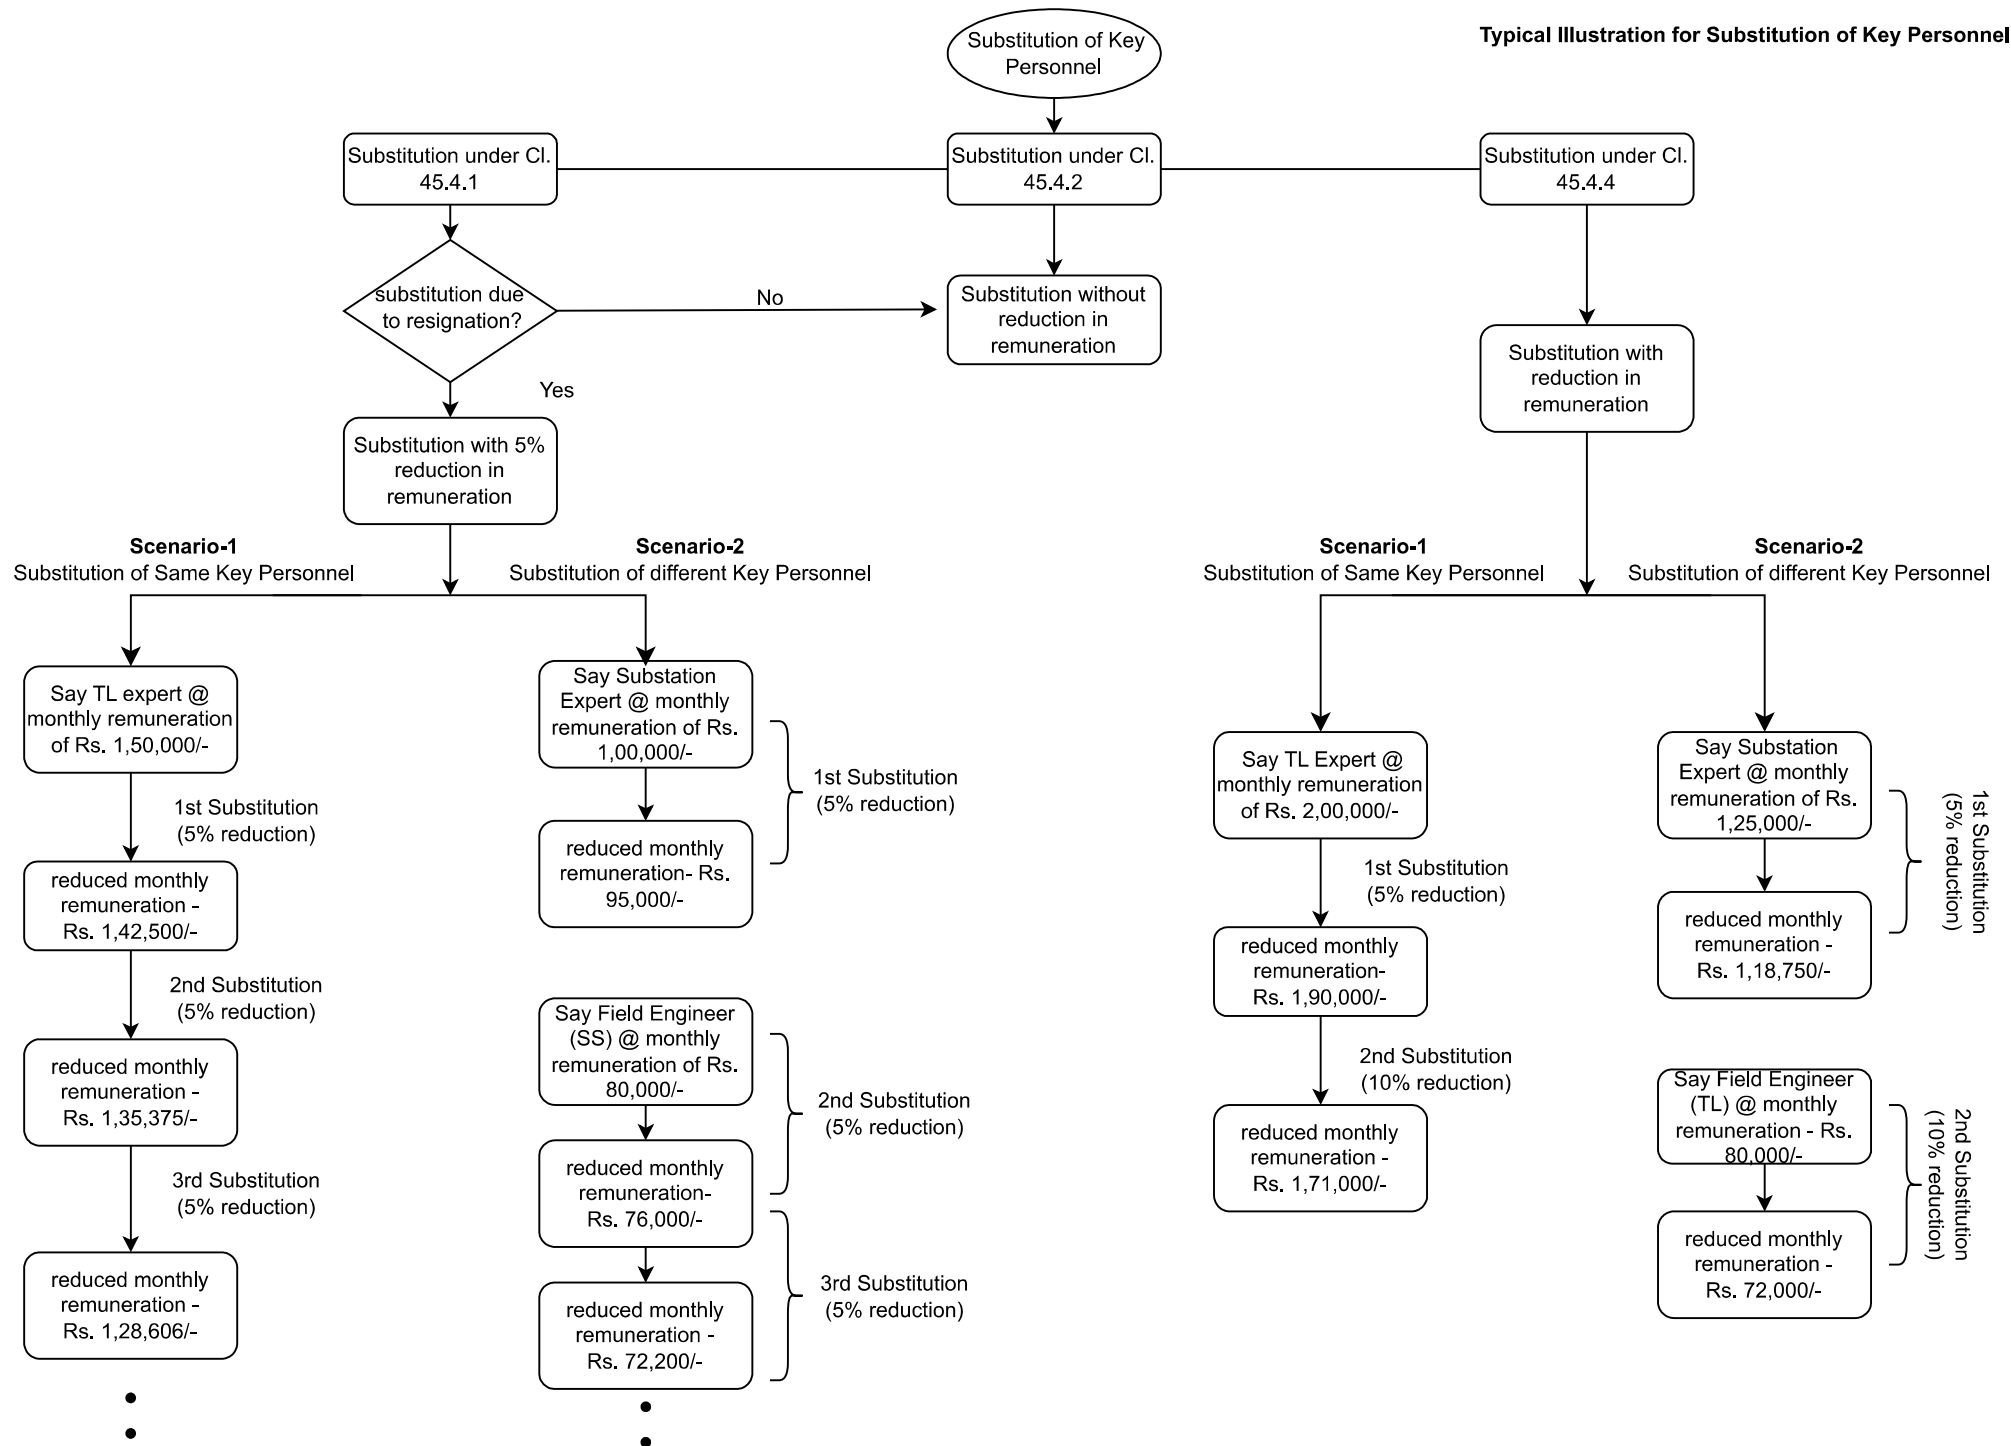 Typical Illustration for Substitution of Key Personnel
Substitution of Key
Personnel
Substitution under Cl.
45.4.1
Substitution under Cl.
45.4.2
Substitution under Cl.
45.4.4
substitution due
to resignation?
No
Substitution without
reduction in
remuneration
Yes
Substitution with 5%
reduction in
remuneration
Substitution with
reduction in
remuneration
Scenario-1
Substitution of Same Key Personnel
Scenario-2
Substitution of different Key Personnel
Say TL expert @
monthly remuneration
of Rs. 1,50,000/-
1st Substitution
(5% reduction)
reduced monthly
remuneration -
Rs. 1,42,500/-
2nd Substitution
(5% reduction)
reduced monthly
remuneration -
Rs. 1,35,375/-
3rd Substitution
(5% reduction)
reduced monthly
remuneration -
Rs. 1,28,606/-
Say Substation
Expert @ monthly
remuneration of Rs.
1,00,000/-
1st Substitution
(5% reduction)
reduced monthly
remuneration- Rs.
95,000/-
Say Field Engineer
(SS) @ monthly
remuneration of Rs.
80,000/-
2nd Substitution
(5% reduction)
reduced monthly
remuneration-
Rs. 76,000/-
3rd Substitution
(5% reduction)
reduced monthly
remuneration -
Rs. 72,200/-
Scenario-1
Substitution of Same Key Personnel
Scenario-2
Substitution of different Key Personnel
Say TL Expert @
monthly remuneration
of Rs. 2,00,000/-
1st Substitution
(5% reduction)
reduced monthly
remuneration-
Rs. 1,90,000/-
2nd Substitution
(10% reduction)
reduced monthly
remuneration -
Rs. 1,71,000/-
Say Substation
Expert @ monthly
remuneration of Rs.
1,25,000/-
1st Substitution
(5% reduction)
reduced monthly
remuneration -
Rs. 1,18,750/-
Say Field Engineer
(TL) @ monthly
remuneration - Rs.
80,000/-
2nd Substitution
(10% reduction)
reduced monthly
remuneration -
Rs. 72,000/-